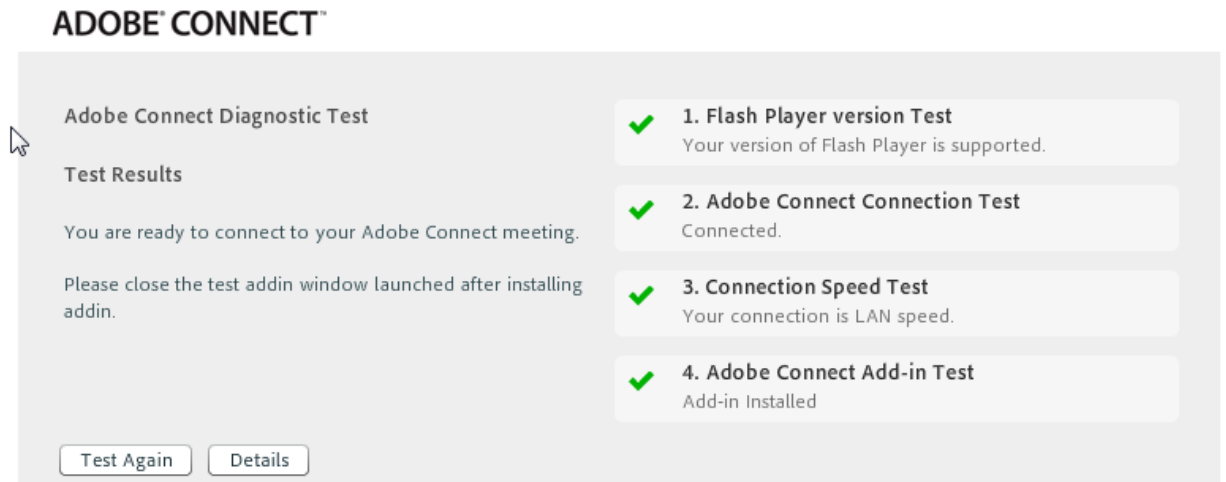 ADOBE® CONNECT™
Adobe Connect Diagnostic Test
Test Results
You are ready to connect to your Adobe Connect meeting.
Please close the test addin window launched after installing
addin.
1. Flash Player version Test
Your version of Flash Player is supported.
2. Adobe Connect Connection Test
Connected.
3. Connection Speed Test
Your connection is LAN speed.
4. Adobe Connect Add-in Test
Add-in Installed
Test Again
Details